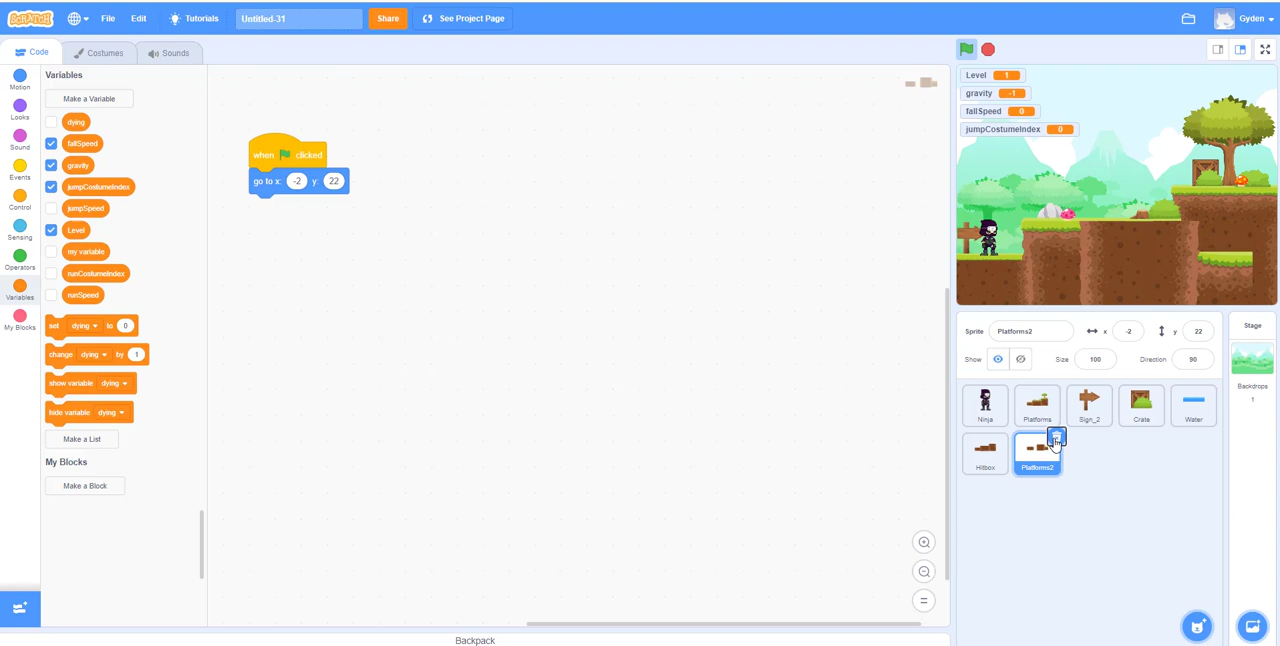 SCRATCH File Edit Tutorials Untitled-31 Share See Project Page Gyden
Code Costumes Sounds
Motion
Looks
Sound
Events
Control
Sensing
Operators
Variables
My Blocks
Variables
Make a Variable
dying
fallSpeed
gravity
jumpCostumeIndex
jumpSpeed
Level
my variable
runCostumeIndex
runSpeed
set dying to 0
change dying by 1
show variable dying
hide variable dying
Make a List
My Blocks
Make a Block
when clicked
go to x: -2 y: 22
Backpack
Level 1
gravity -1
fallSpeed 0
jumpCostumeIndex 0
Sprite Platforms2 x -2 y 22
Show Size 100 Direction 90
Ninja Platforms Sign_2 Crate Water
Hitbox Platforms2
Stage
Backdrops
1